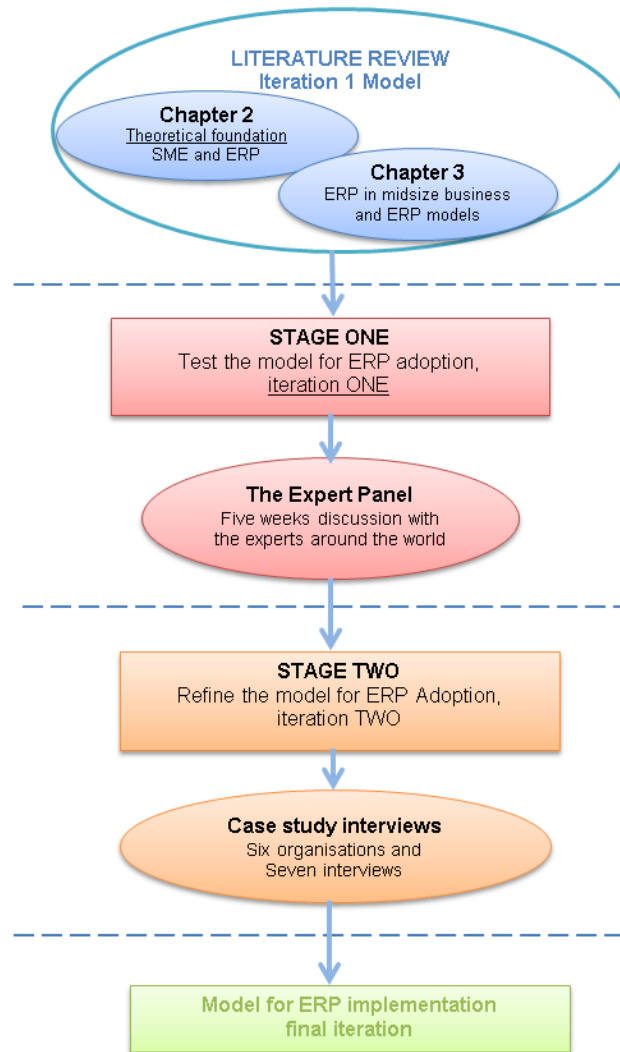 LITERATURE REVIEW
Iteration 1 Model
Chapter 2
Theoretical foundation
SME and ERP
Chapter 3
ERP in midsize business
and ERP models
STAGE ONE
Test the model for ERP adoption,
iteration ONE
The Expert Panel
Five weeks discussion with
the experts around the world
STAGE TWO
Refine the model for ERP Adoption,
iteration TWO
Case study interviews
Six organisations and
Seven interviews
Model for ERP implementation
final iteration